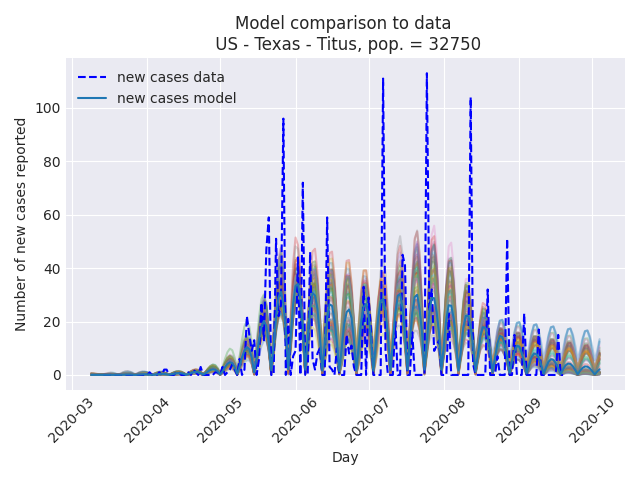 Model comparison to data
US - Texas - Titus, pop. = 32750
new cases data
new cases model
Number of new cases reported
100
80
60
40
20
0
2020-03
2020-04
2020-05
2020-06
2020-07
2020-08
2020-09
2020-10
Day